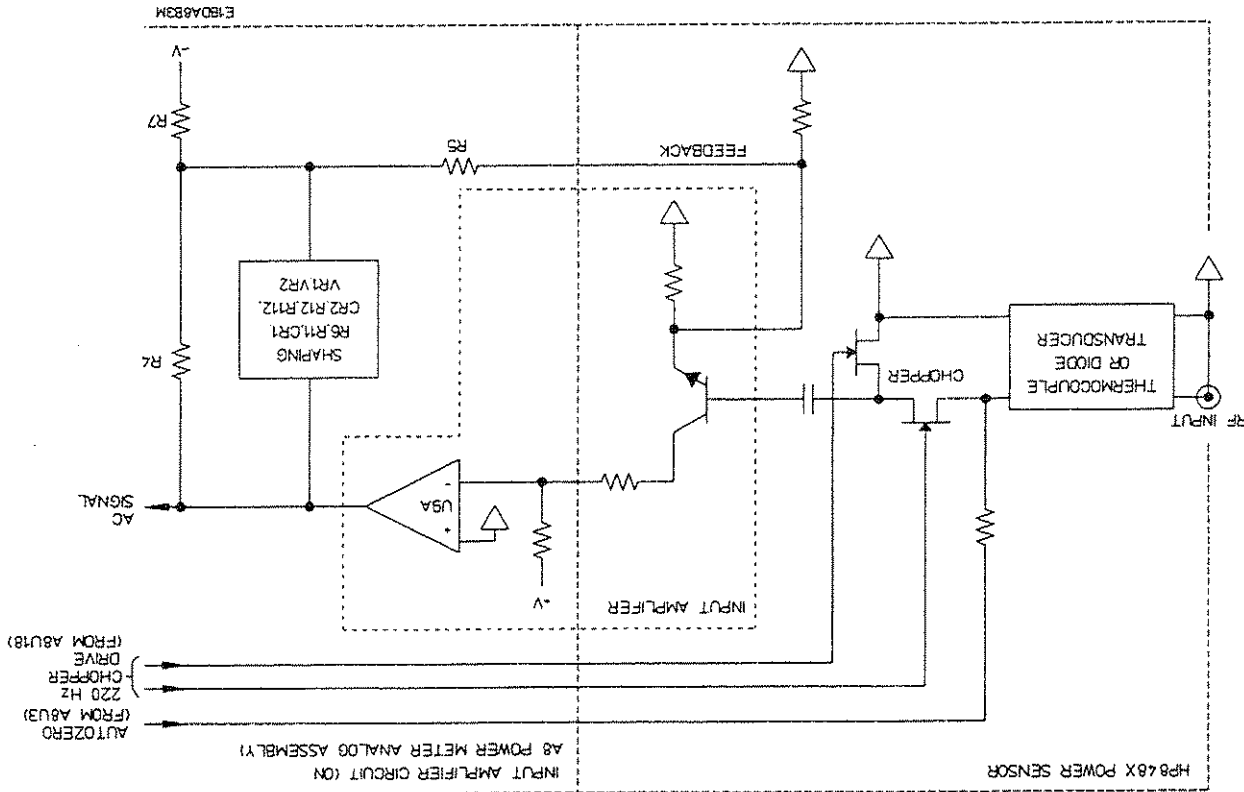 HP848X POWER SENSOR
INPUT AMPLIFIER CIRCUIT (ON
A8 POWER METER ANALOG ASSEMBLY)
AUTOZERO
(FROM A8U3)
220 Hz
CHOPPER
DRIVE
(FROM A8U18)
INPUT AMPLIFER
+V
+
U9A
-
AC
SIGNAL
RF INPUT
THERMOCOUPLE
OR DIODE
TRANSDUCER
CHOPPER
SHAPING
R6,R11,CR1,
CR2,R12,R112,
VR1,VR2
R4
FEEDBACK
R5
R7
-V
E1BDA8B3M